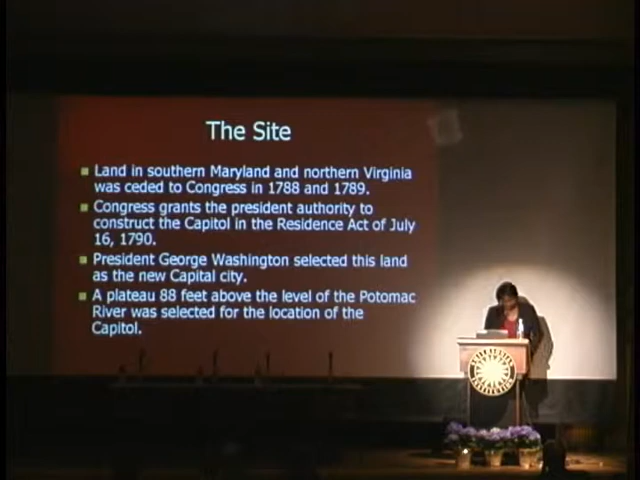 The Site
Land in southern Maryland and northern Virginia
was ceded to Congress in 1788 and 1789.
Congress grants the president authority to
construct the Capitol in the Residence Act of July
16, 1790.
President George Washington selected this land
as the new Capital city.
A plateau 88 feet above the level of the Potomac
River was selected for the location of the
Capitol.